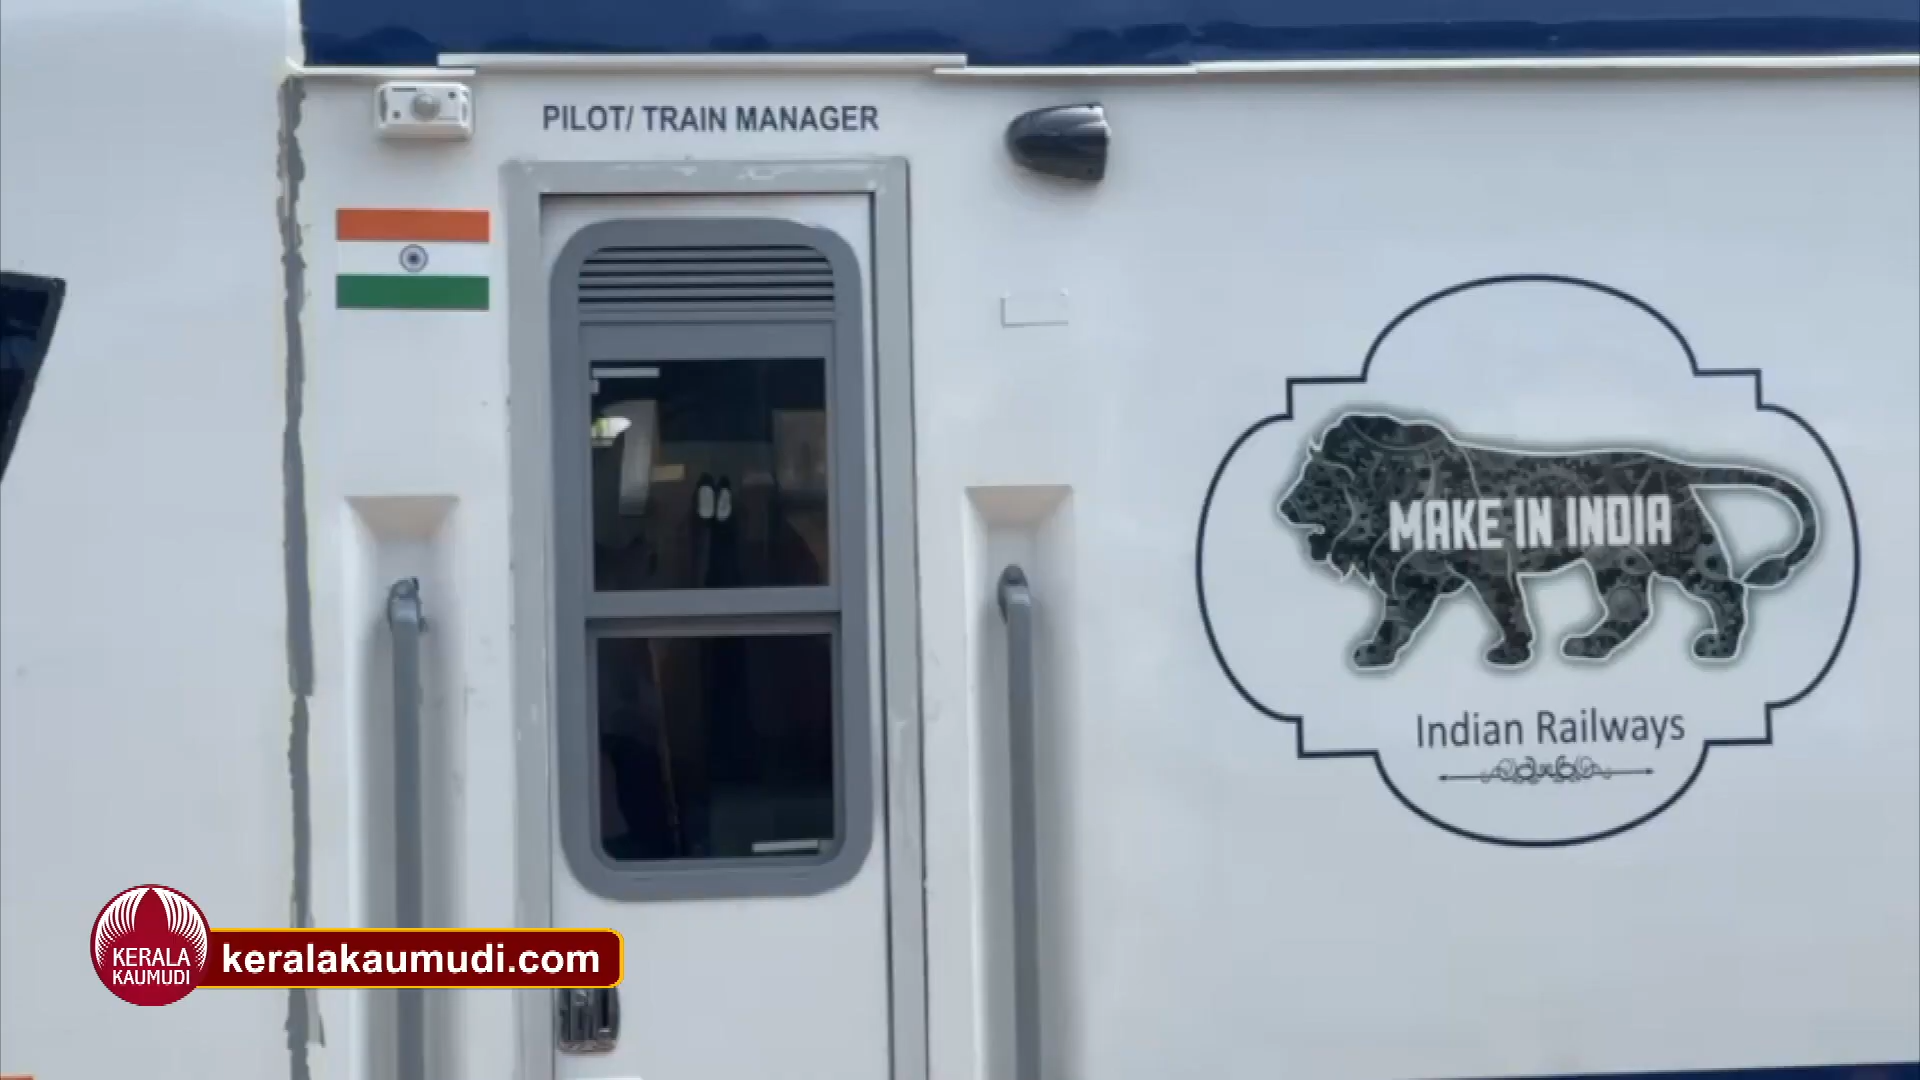 PILOT/ TRAIN MANAGER
MAKE IN INDIA
Indian Railways
KERALA
KAUMUDI
keralakaumudi.com